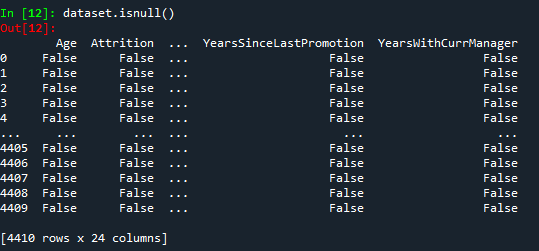 In [12]: dataset.isnull()
Out[12]:
Age Attrition ... YearsSinceLastPromotion YearsWithCurrManager
0 False False ... False False
1 False False ... False False
2 False False ... False False
3 False False ... False False
4 False False ... False False
... ... ... ... ... ...
4405 False False ... False False
4406 False False ... False False
4407 False False ... False False
4408 False False ... False False
4409 False False ... False False
[4410 rows x 24 columns]